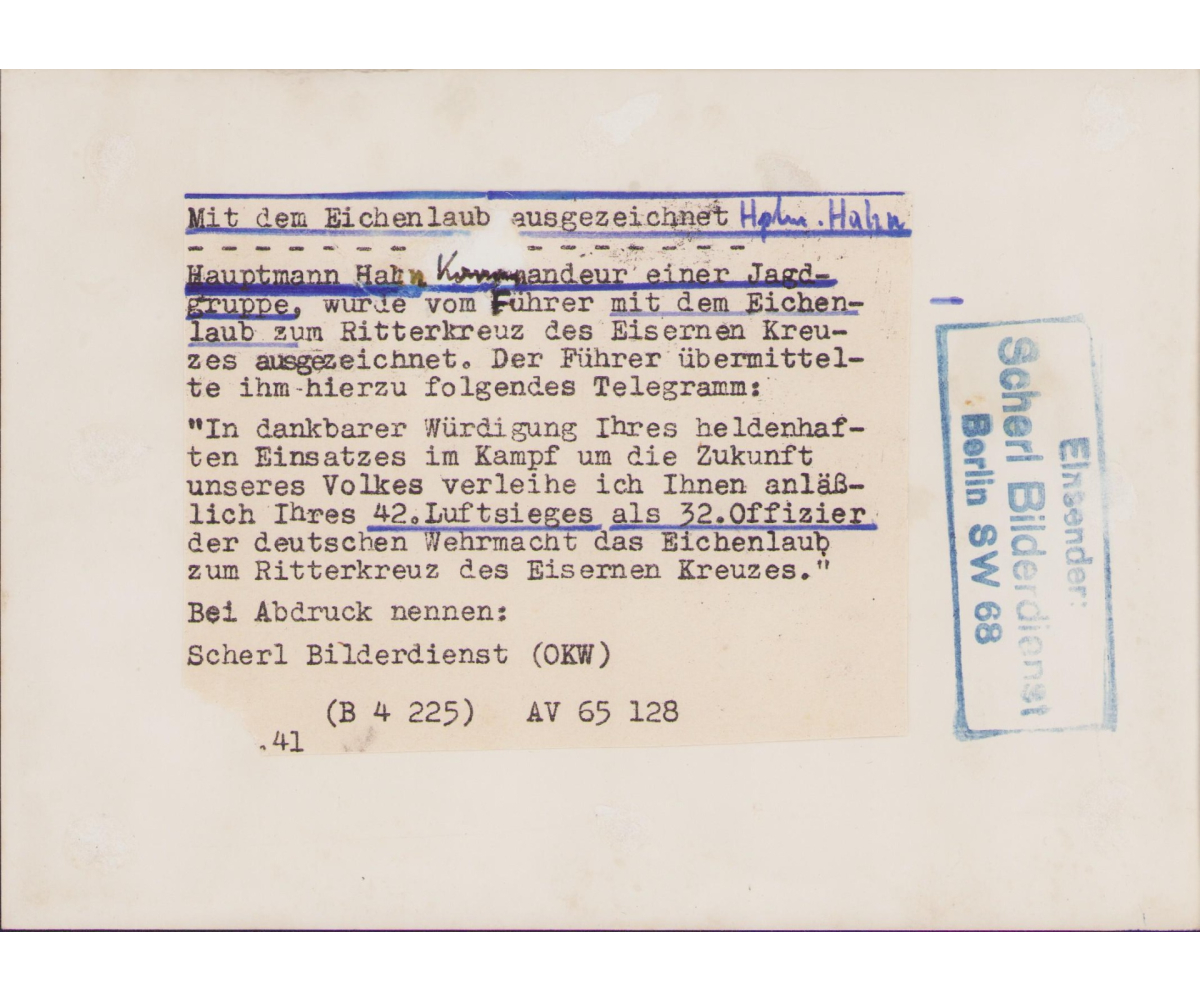 Mit dem Eichenlaub ausgezeichnet Hptm. Hahn
Hauptmann Hahn Kommandeur einer Jagd-
gruppe, wurde vom Führer mit dem Eichen-
laub zum Ritterkreuz des Eisernen Kreu-
zes ausgezeichnet. Der Führer übermittel-
te ihm hierzu folgendes Telegramm:
"In dankbarer Würdigung Ihres heldenhaf-
ten Einsatzes im Kampf um die Zukunft
unseres Volkes verleihe ich Ihnen anläß-
lich Ihres 42.Luftsieges als 32.Offizier
der deutschen Wehrmacht das Eichenlaub
zum Ritterkreuz des Eisernen Kreuzes."
Bei Abdruck nennen:
Scherl Bilderdienst (OKW)
(B 4 225) AV 65 128
.41
Einsender:
Scherl Bilderdienst
Berlin SW 68